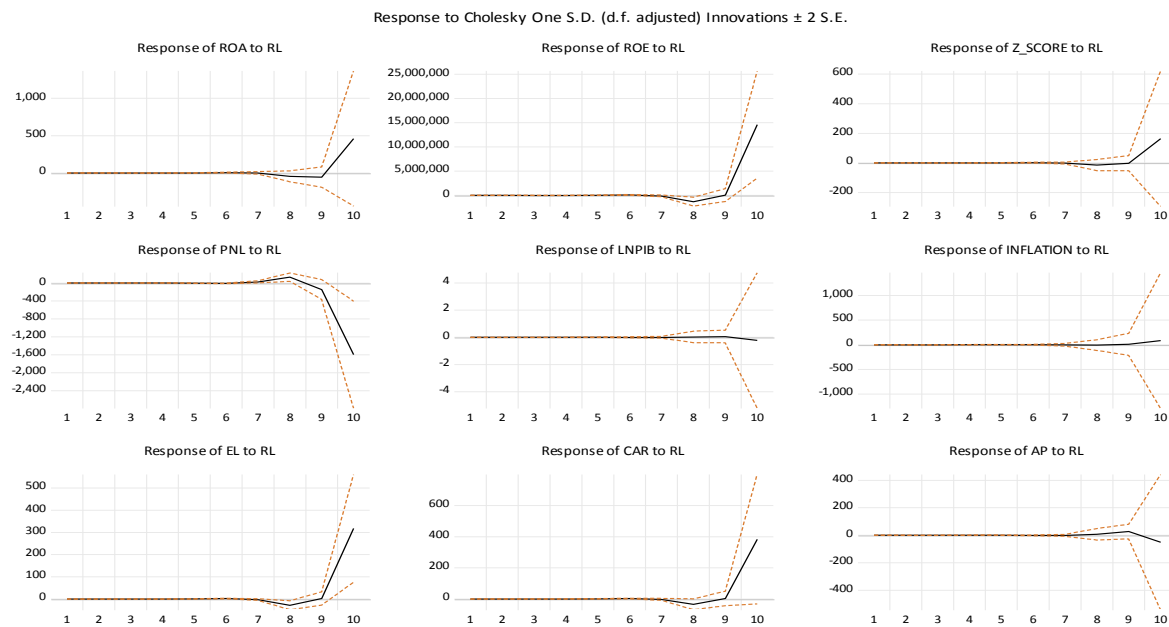 Response to Cholesky One S.D. (d.f. adjusted) Innovations ± 2 S.E.
Response of ROA to RL
1,000
500
0
1 2 3 4 5 6 7 8 9 10
Response of ROE to RL
25,000,000
20,000,000
15,000,000
10,000,000
5,000,000
0
1 2 3 4 5 6 7 8 9 10
Response of Z_SCORE to RL
600
400
200
0
-200
1 2 3 4 5 6 7 8 9 10
Response of PNL to RL
0
-400
-800
-1,200
-1,600
-2,000
-2,400
1 2 3 4 5 6 7 8 9 10
Response of LNPIB to RL
4
2
0
-2
-4
1 2 3 4 5 6 7 8 9 10
Response of INFLATION to RL
1,000
500
0
-500
-1,000
1 2 3 4 5 6 7 8 9 10
Response of EL to RL
500
400
300
200
100
0
1 2 3 4 5 6 7 8 9 10
Response of CAR to RL
600
400
200
0
1 2 3 4 5 6 7 8 9 10
Response of AP to RL
400
200
0
-200
-400
1 2 3 4 5 6 7 8 9 10